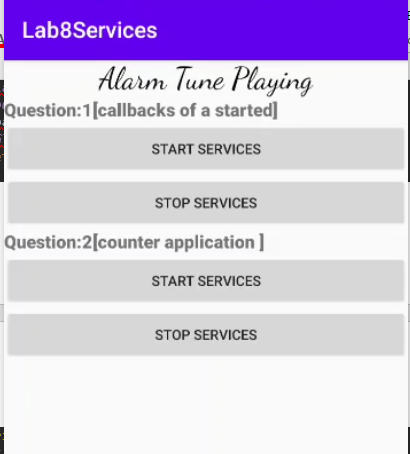 Lab8Services
Alarm Tune Playing
Question:1[callbacks of a started]
START SERVICES
STOP SERVICES
Question:2[counter application ]
START SERVICES
STOP SERVICES